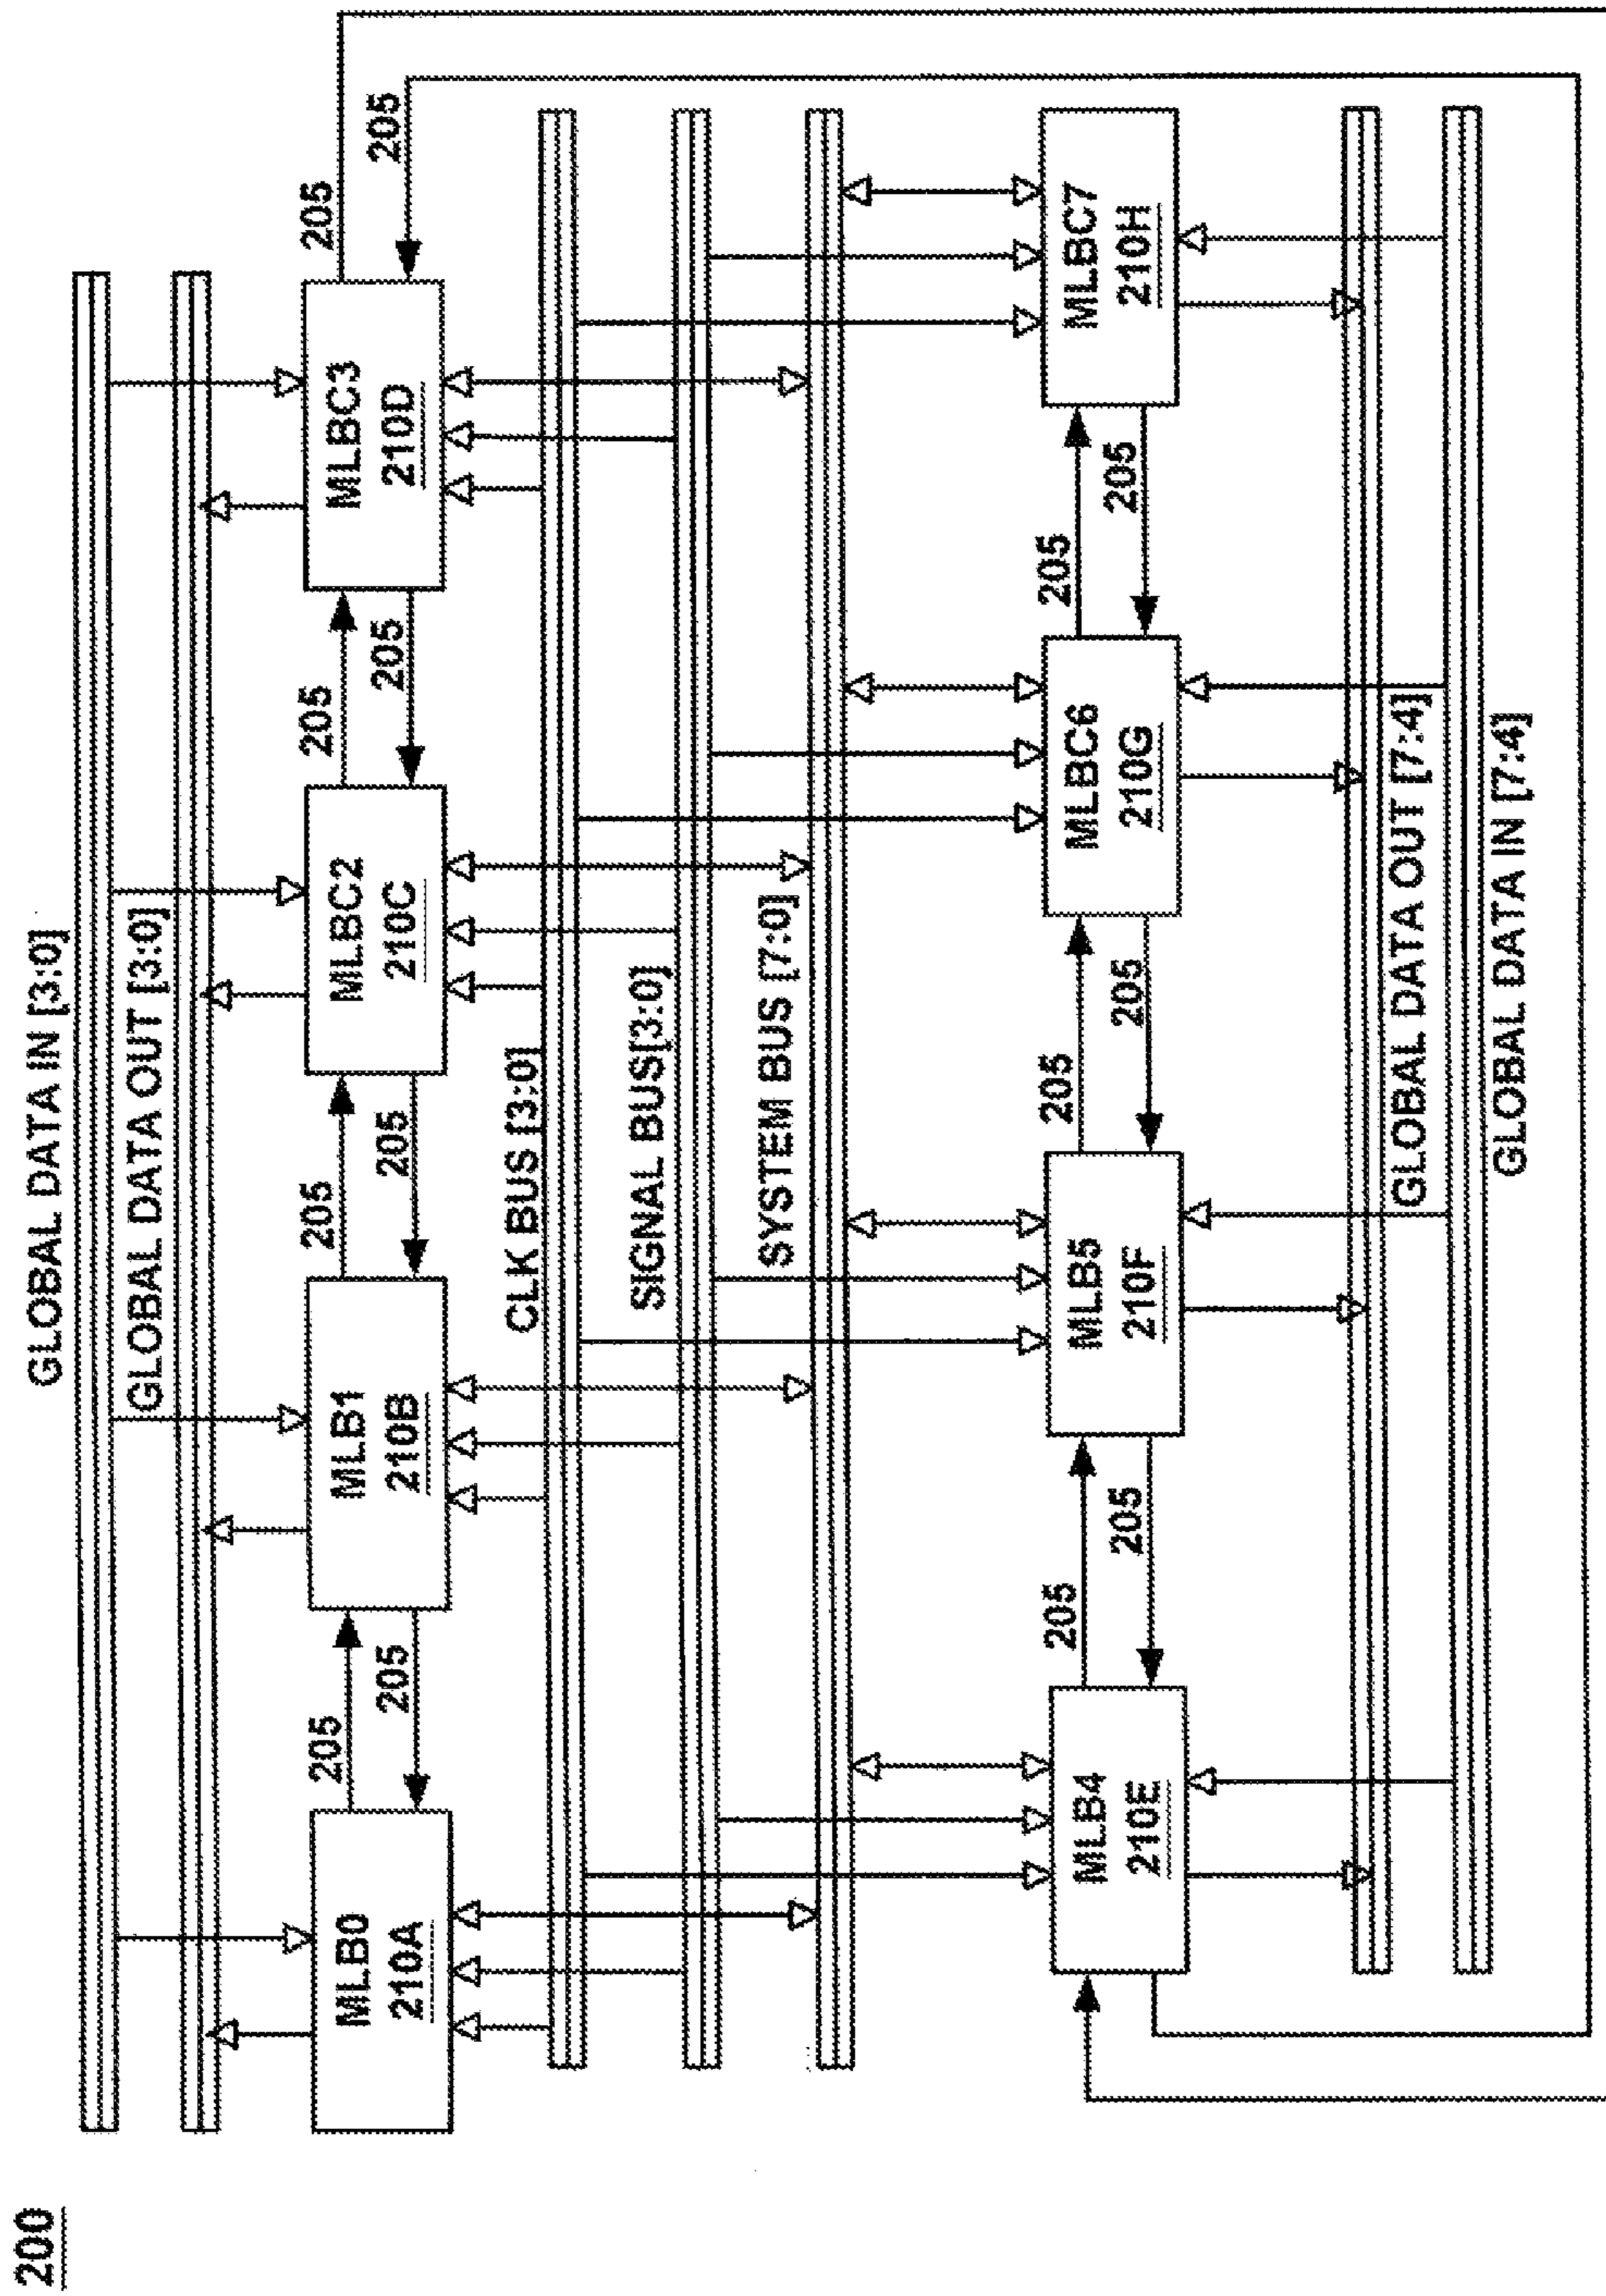 200
GLOBAL DATA IN [3:0]
GLOBAL DATA OUT [3:0]
MLB0
210A
205
205
MLB1
210B
205
205
MLBC2
210C
205
205
MLBC3
210D
205
205
CLK BUS [3:0]
SIGNAL BUS[3:0]
SYSTEM BUS [7:0]
MLB4
210E
205
205
MLB5
210F
205
205
MLBC6
210G
205
205
MLBC7
210H
GLOBAL DATA OUT [7:4]
GLOBAL DATA IN [7:4]